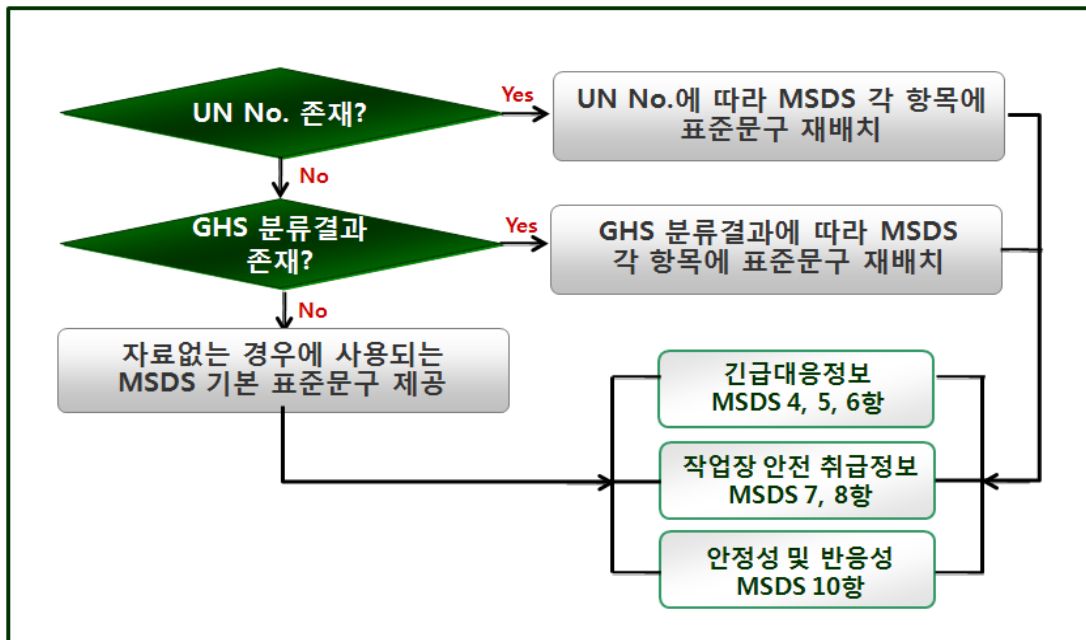 UN No. 존재?
Yes
UN No.에 따라 MSDS 각 항목에
표준문구 재배치
No
GHS 분류결과
존재?
Yes
GHS 분류결과에 따라 MSDS
각 항목에 표준문구 재배치
No
자료없는 경우에 사용되는
MSDS 기본 표준문구 제공
긴급대응정보
MSDS 4, 5, 6항
작업장 안전 취급정보
MSDS 7, 8항
안정성 및 반응성
MSDS 10항